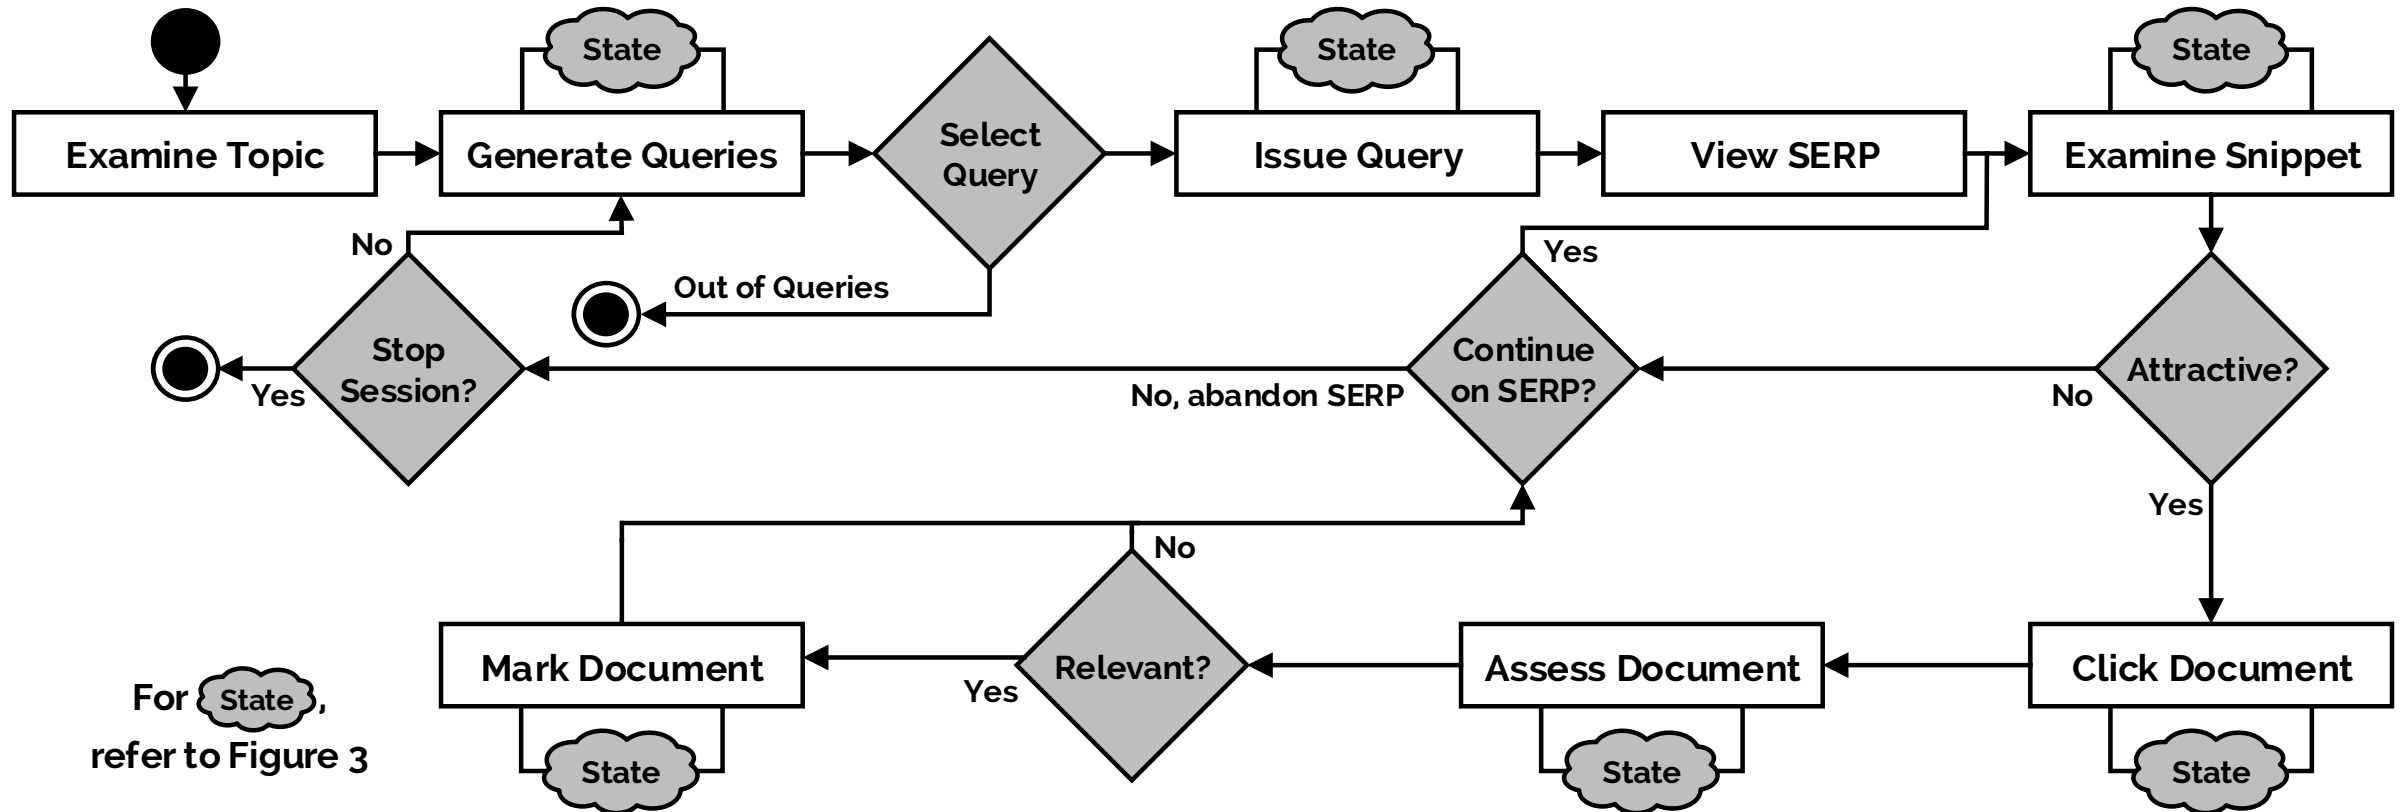 State
State
State
Examine Topic
Generate Queries
Select
Query
Issue Query
View SERP
Examine Snippet
No
Yes
Out of Queries
Stop
Session?
Yes
No, abandon SERP
Continue
on SERP?
No
Attractive?
Yes
No
Mark Document
Yes
Relevant?
Assess Document
Click Document
For State,
refer to Figure 3
State
State
State